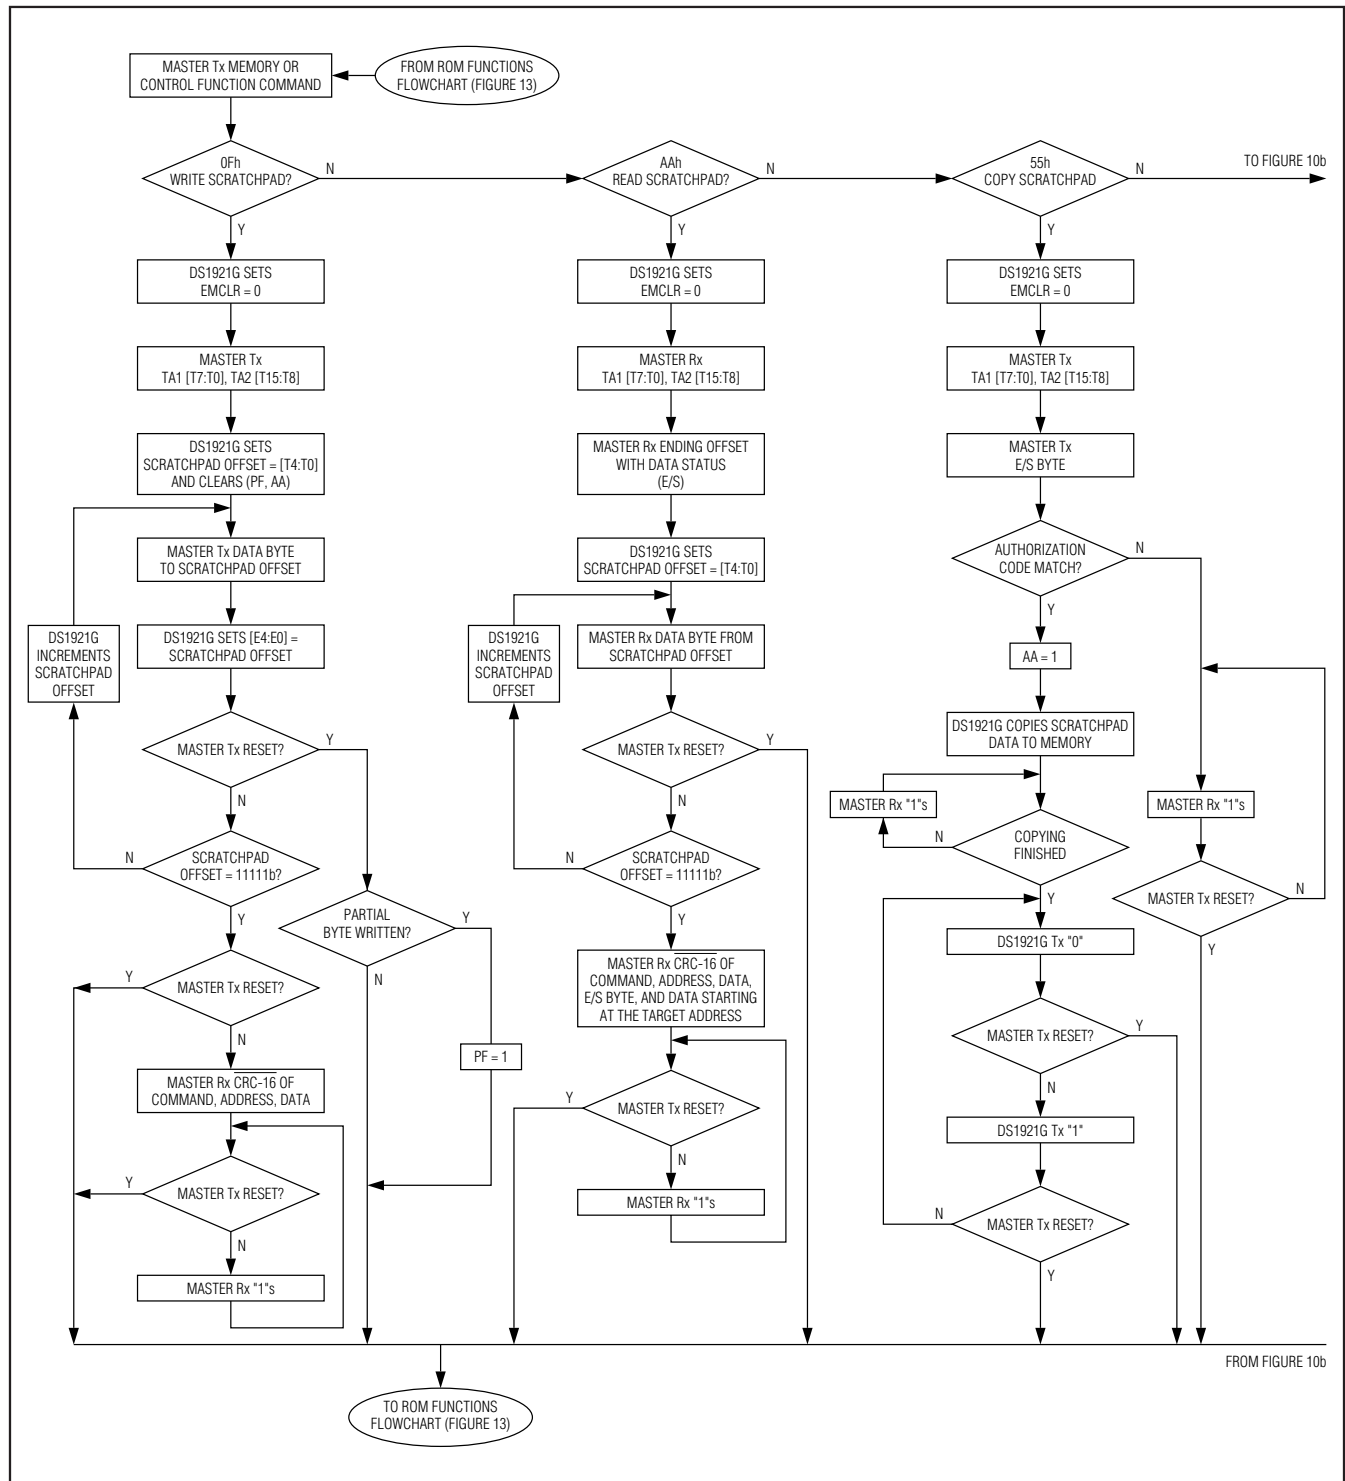 MASTER Tx MEMORY OR
CONTROL FUNCTION COMMAND
FROM ROM FUNCTIONS
FLOWCHART (FIGURE 13)
0Fh
WRITE SCRATCHPAD?
N
Y
AAh
READ SCRATCHPAD?
N
Y
55h
COPY SCRATCHPAD
N
Y
TO FIGURE 10b
DS1921G SETS
EMCLR = 0
MASTER Tx
TA1 [T7:T0], TA2 [T15:T8]
DS1921G SETS
SCRATCHPAD OFFSET = [T4:T0]
AND CLEARS (PF, AA)
MASTER Tx DATA BYTE
TO SCRATCHPAD OFFSET
DS1921G SETS [E4:E0] =
SCRATCHPAD OFFSET
DS1921G
INCREMENTS
SCRATCHPAD
OFFSET
MASTER Tx RESET?
Y
N
SCRATCHPAD
OFFSET = 11111b?
N
Y
PARTIAL
BYTE WRITTEN?
Y
N
PF = 1
MASTER Tx RESET?
Y
N
MASTER Rx CRC-16 OF
COMMAND, ADDRESS, DATA
MASTER Tx RESET?
Y
N
MASTER Rx "1"s
DS1921G SETS
EMCLR = 0
MASTER Rx
TA1 [T7:T0], TA2 [T15:T8]
MASTER Rx ENDING OFFSET
WITH DATA STATUS
(E/S)
DS1921G SETS
SCRATCHPAD OFFSET = [T4:T0]
DS1921G
INCREMENTS
SCRATCHPAD
OFFSET
MASTER Rx DATA BYTE FROM
SCRATCHPAD OFFSET
MASTER Tx RESET?
Y
N
SCRATCHPAD
OFFSET = 11111b?
N
Y
MASTER Rx CRC-16 OF
COMMAND, ADDRESS, DATA,
E/S BYTE, AND DATA STARTING
AT THE TARGET ADDRESS
MASTER Tx RESET?
Y
N
MASTER Rx "1"s
DS1921G SETS
EMCLR = 0
MASTER Tx
TA1 [T7:T0], TA2 [T15:T8]
MASTER Tx
E/S BYTE
AUTHORIZATION
CODE MATCH?
N
Y
AA = 1
DS1921G COPIES SCRATCHPAD
DATA TO MEMORY
MASTER Rx "1"s
COPYING
FINISHED
N
Y
DS1921G Tx "0"
MASTER Tx RESET?
Y
N
DS1921G Tx "1"
MASTER Tx RESET?
N
Y
MASTER Rx "1"s
MASTER Tx RESET?
N
Y
FROM FIGURE 10b
TO ROM FUNCTIONS
FLOWCHART (FIGURE 13)